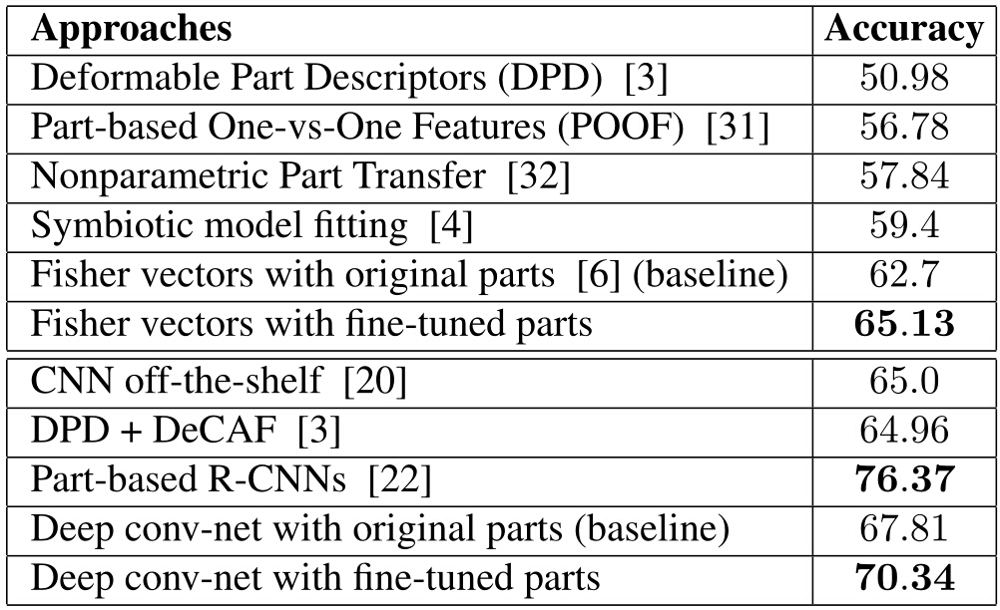 Approaches Accuracy
Deformable Part Descriptors (DPD) [3] 50.98
Part-based One-vs-One Features (POOF) [31] 56.78
Nonparametric Part Transfer [32] 57.84
Symbiotic model fitting [4] 59.4
Fisher vectors with original parts [6] (baseline) 62.7
Fisher vectors with fine-tuned parts 65.13
CNN off-the-shelf [20] 65.0
DPD + DeCAF [3] 64.96
Part-based R-CNNs [22] 76.37
Deep conv-net with original parts (baseline) 67.81
Deep conv-net with fine-tuned parts 70.34